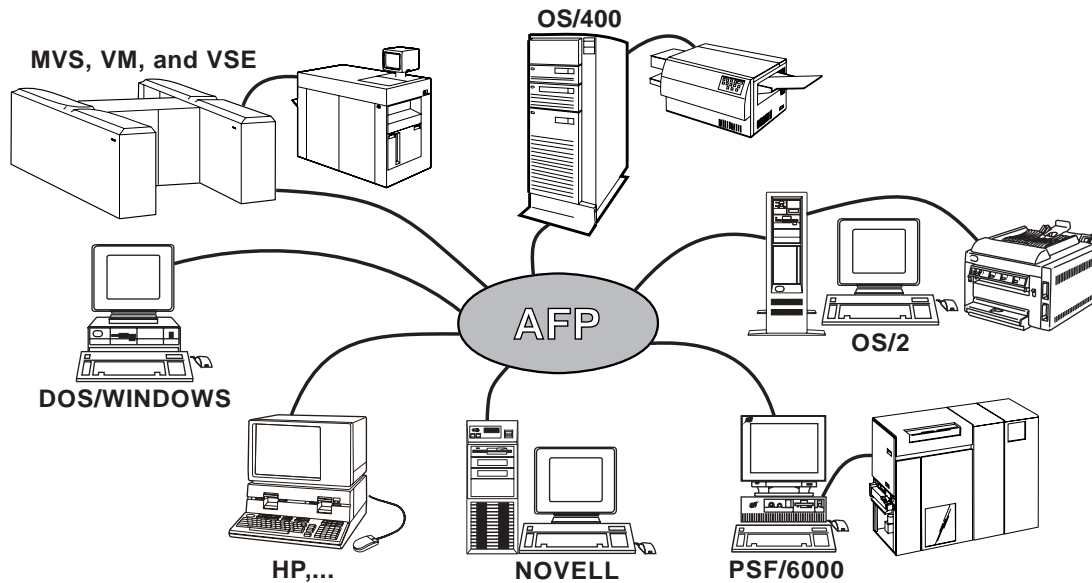 OS/400
MVS, VM, and VSE
AFP
OS/2
DOS/WINDOWS
HP,...
NOVELL
PSF/6000